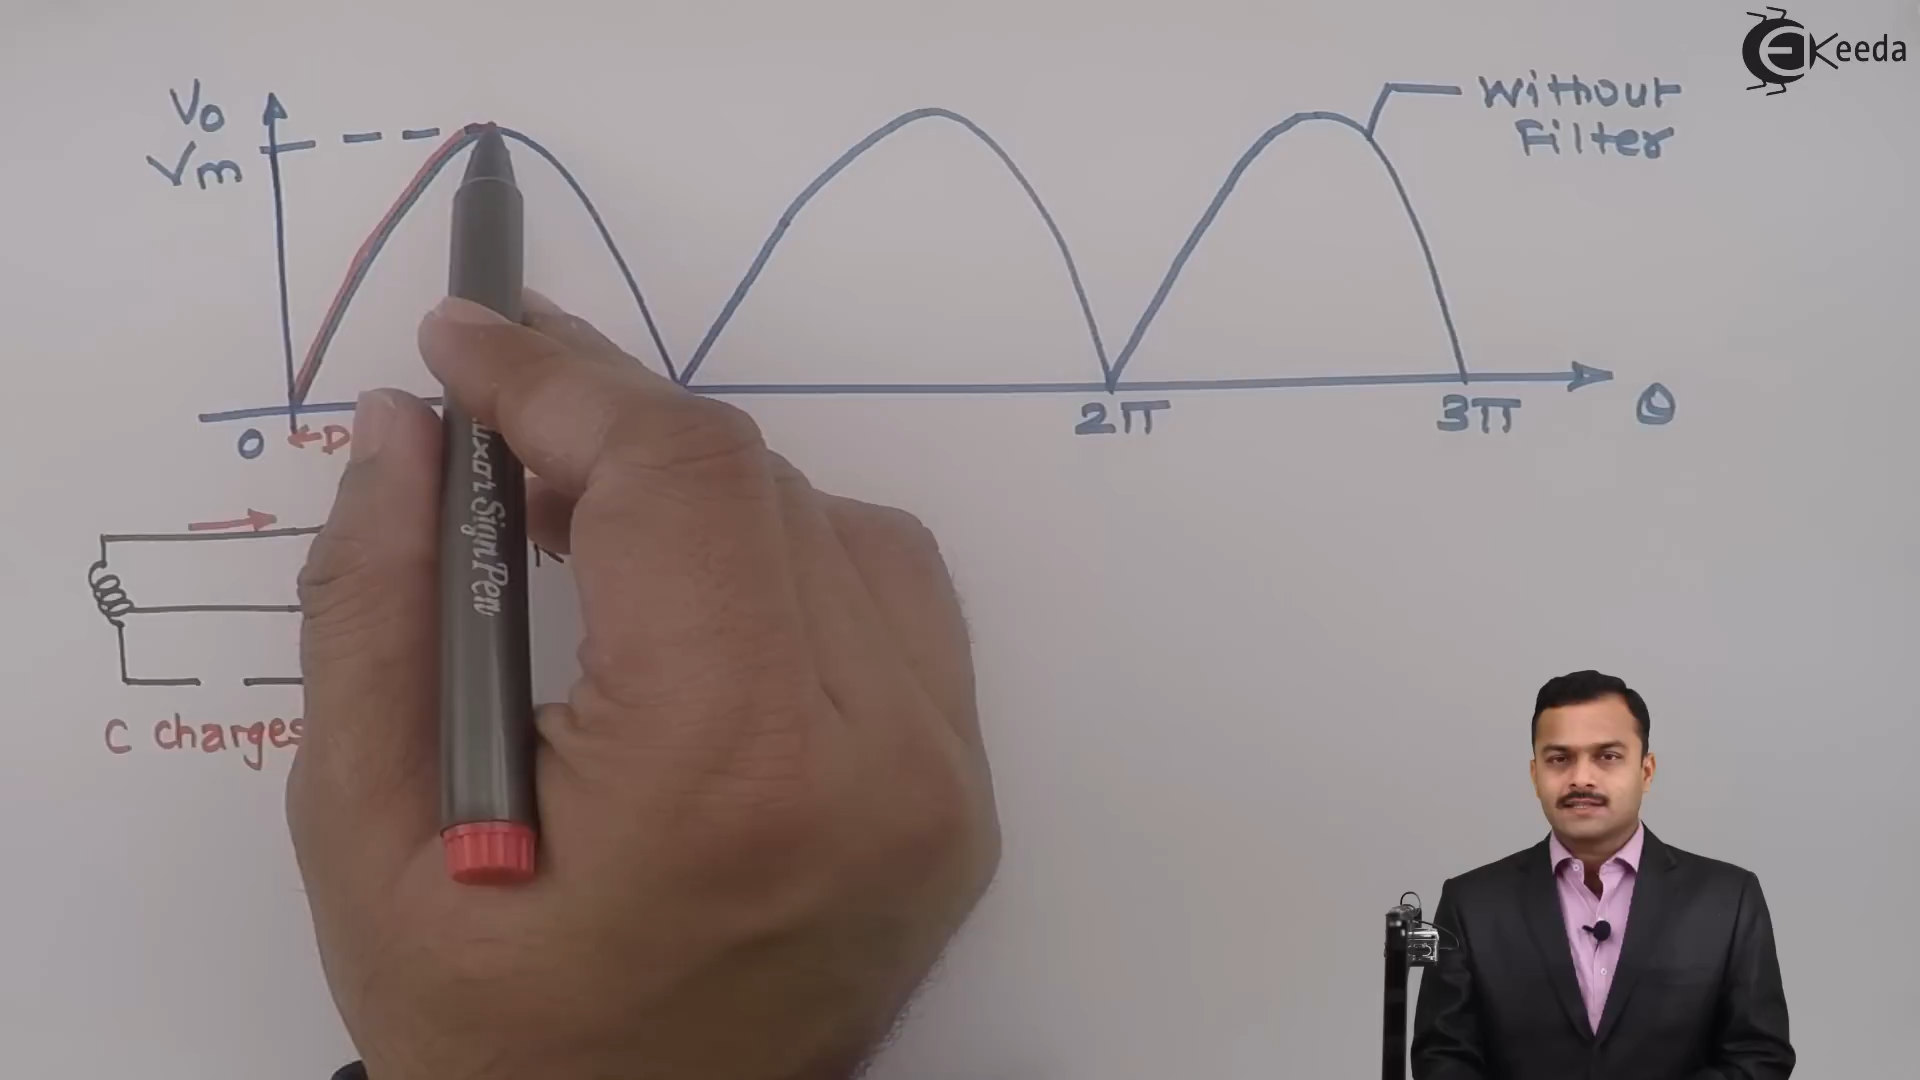 Keeda
Vo
Vm
Without
Filter
0
2π
3π
Θ
←D
C charges
Luxor Sign Pen